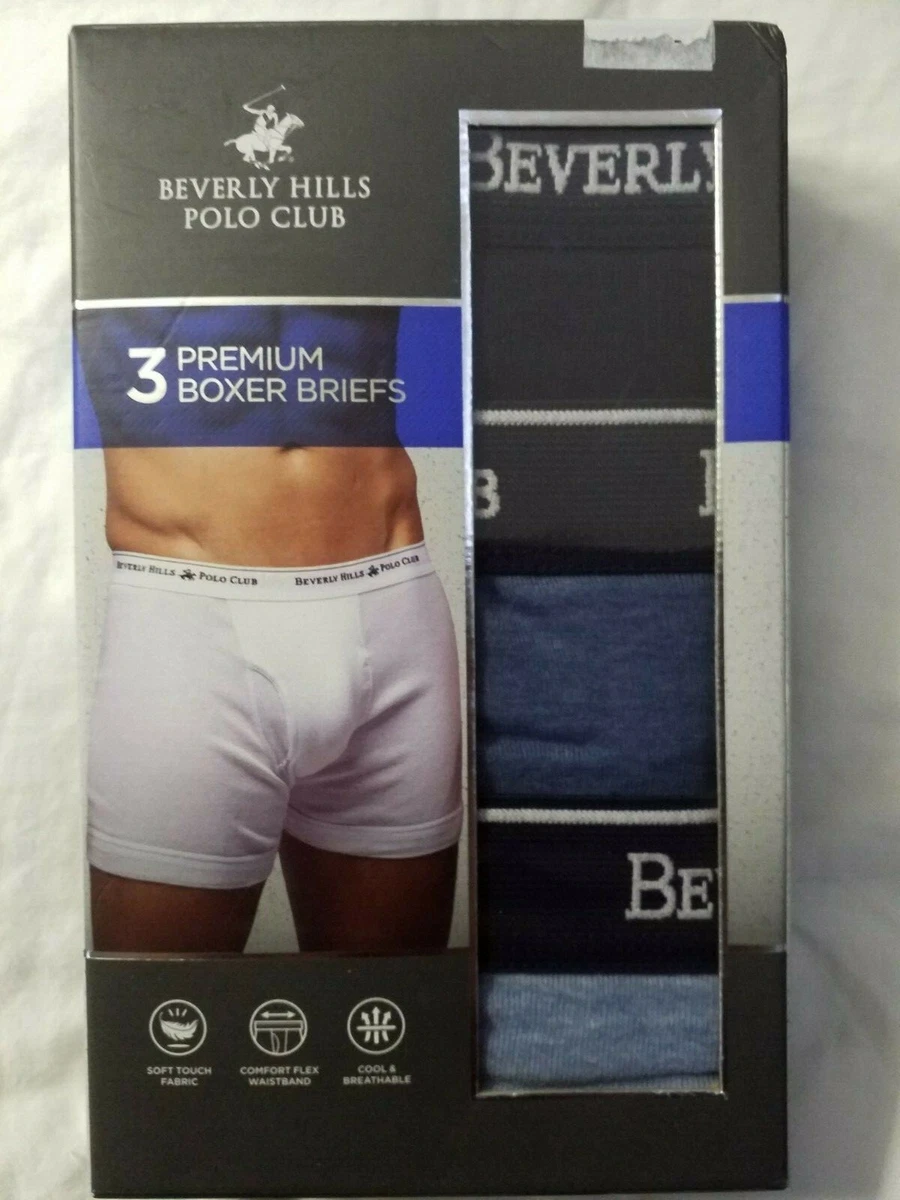 BEVERLY HILLS
POLO CLUB
3 PREMIUM
BOXER BRIEFS
BEVERLY HILLS POLO CLUB BEVERLY HILLS POLO CLUB
SOFT TOUCH
FABRIC
COMFORT FLEX
WAISTBAND
COOL &
BREATHABLE
BEVERLY
B
BE